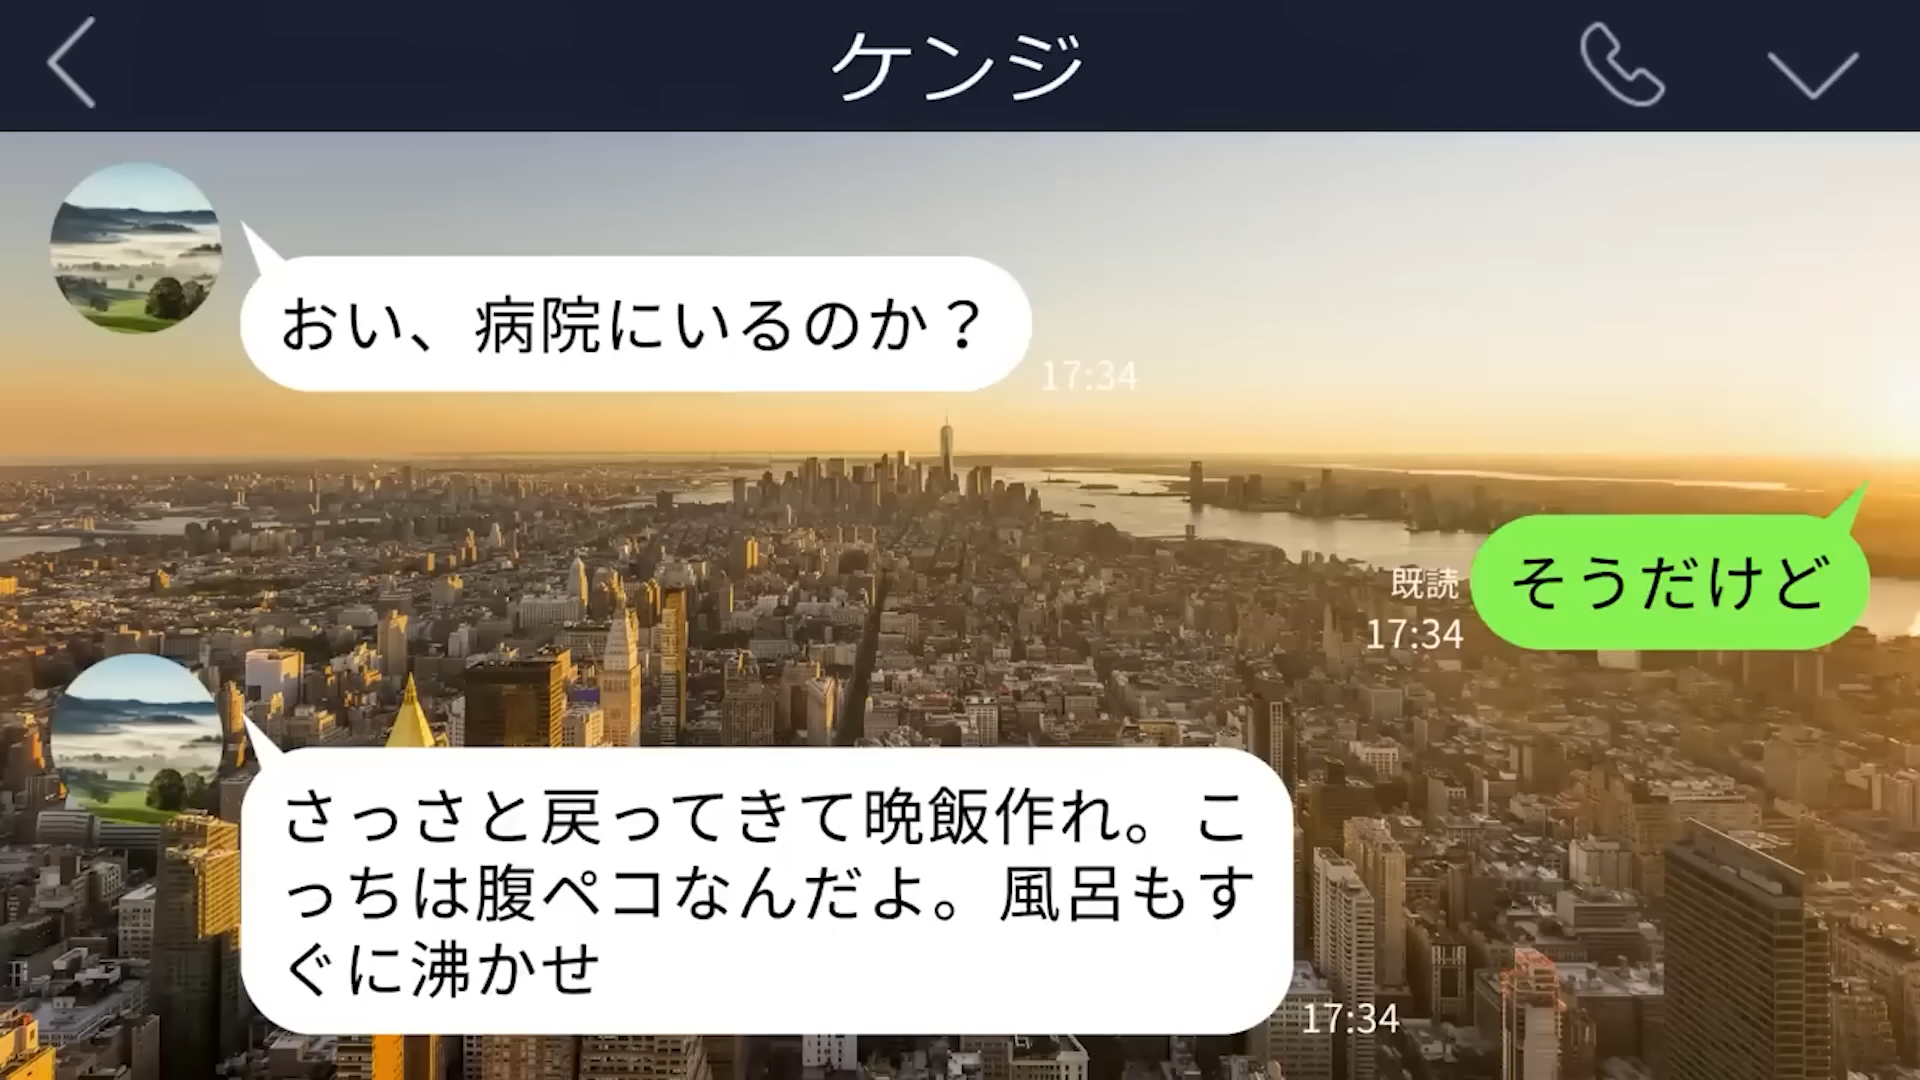 ケンジ
おい、病院にいるのか？
17:34
そうだけど
既読
17:34
さっさと戻ってきて晩飯作れ。こ
っちは腹ペコなんだよ。風呂もす
ぐに沸かせ
17:34